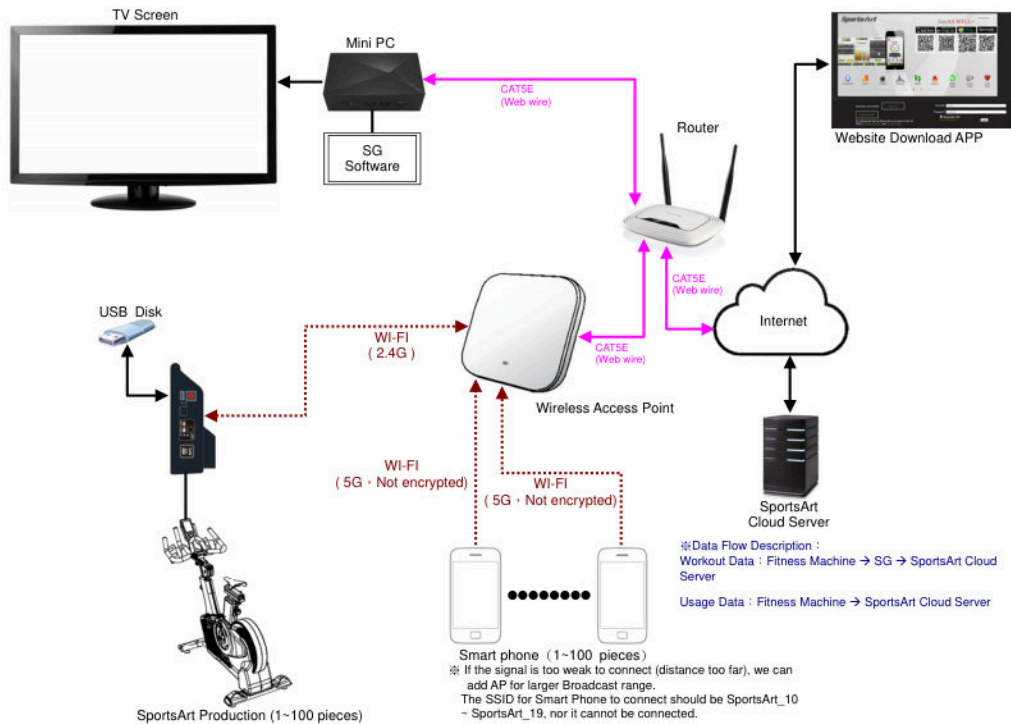 TV Screen
Mini PC
SG
Software
CAT5E
(Web wire)
Router
SportsArt
Website Download APP
USB Disk
WI-FI
( 2.4G )
CAT5E
(Web wire)
CAT5E
(Web wire)
Internet
Wireless Access Point
WI-FI
( 5G，Not encrypted)
WI-FI
( 5G，Not encrypted)
SportsArt
Cloud Server
※Data Flow Description：
Workout Data：Fitness Machine → SG → SportsArt Cloud
Server
Usage Data：Fitness Machine → SportsArt Cloud Server
Smart phone（1~100 pieces）
※ If the signal is too weak to connect (distance too far), we can
add AP for larger Broadcast range.
The SSID for Smart Phone to connect should be SportsArt_10
~ SportsArt_19, nor it cannot be connected.
SportsArt Production (1~100 pieces)